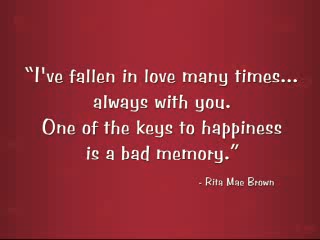 “I've fallen in love many times...
always with you.
One of the keys to happiness
is a bad memory.”
- Rita Mae Brown